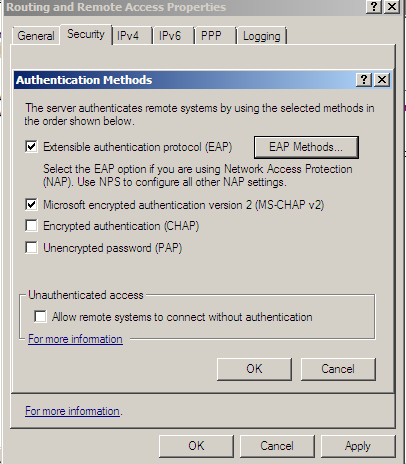 Routing and Remote Access Properties
General Security IPv4 IPv6 PPP Logging
Authentication Methods
The server authenticates remote systems by using the selected methods in
the order shown below.
Extensible authentication protocol (EAP) EAP Methods...
Select the EAP option if you are using Network Access Protection
(NAP). Use NPS to configure all other NAP settings.
Microsoft encrypted authentication version 2 (MS-CHAP v2)
Encrypted authentication (CHAP)
Unencrypted password (PAP)
Unauthenticated access
Allow remote systems to connect without authentication
For more information
OK Cancel
For more information.
OK Cancel Apply